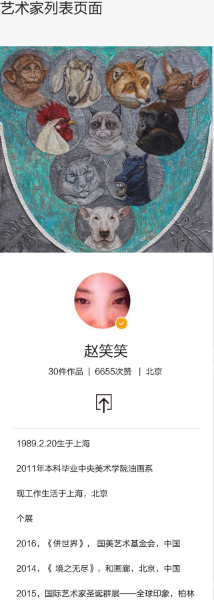 艺术家列表页面
赵笑笑
30件作品 | 6655次赞 | 北京
1989.2.20生于上海
2011年本科毕业中央美术学院油画系
现工作生活于上海，北京
个展
2016，《併世界》， 国美艺术基金会，中国
2014，《 境之无尽》，和画廊，北京，中国
2015，国际艺术家圣诞群展——全球印象，柏林